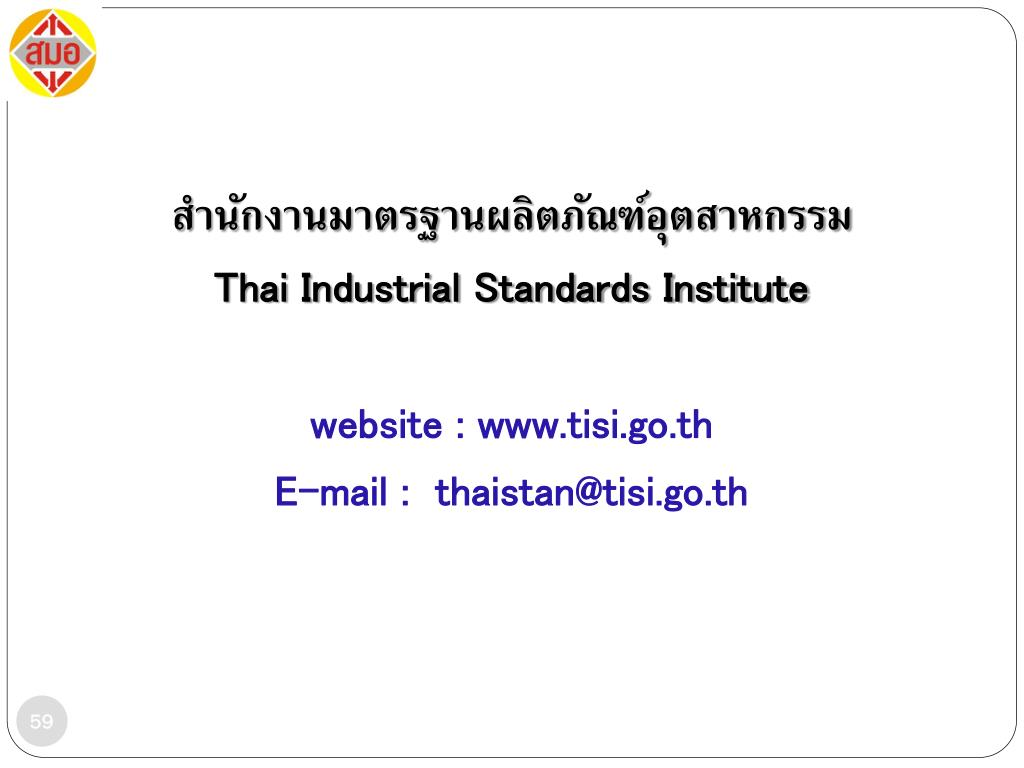 สมอ
สำนักงานมาตรฐานผลิตภัณฑ์อุตสาหกรรม
Thai Industrial Standards Institute
website : www.tisi.go.th
E-mail : thaistan@tisi.go.th
59